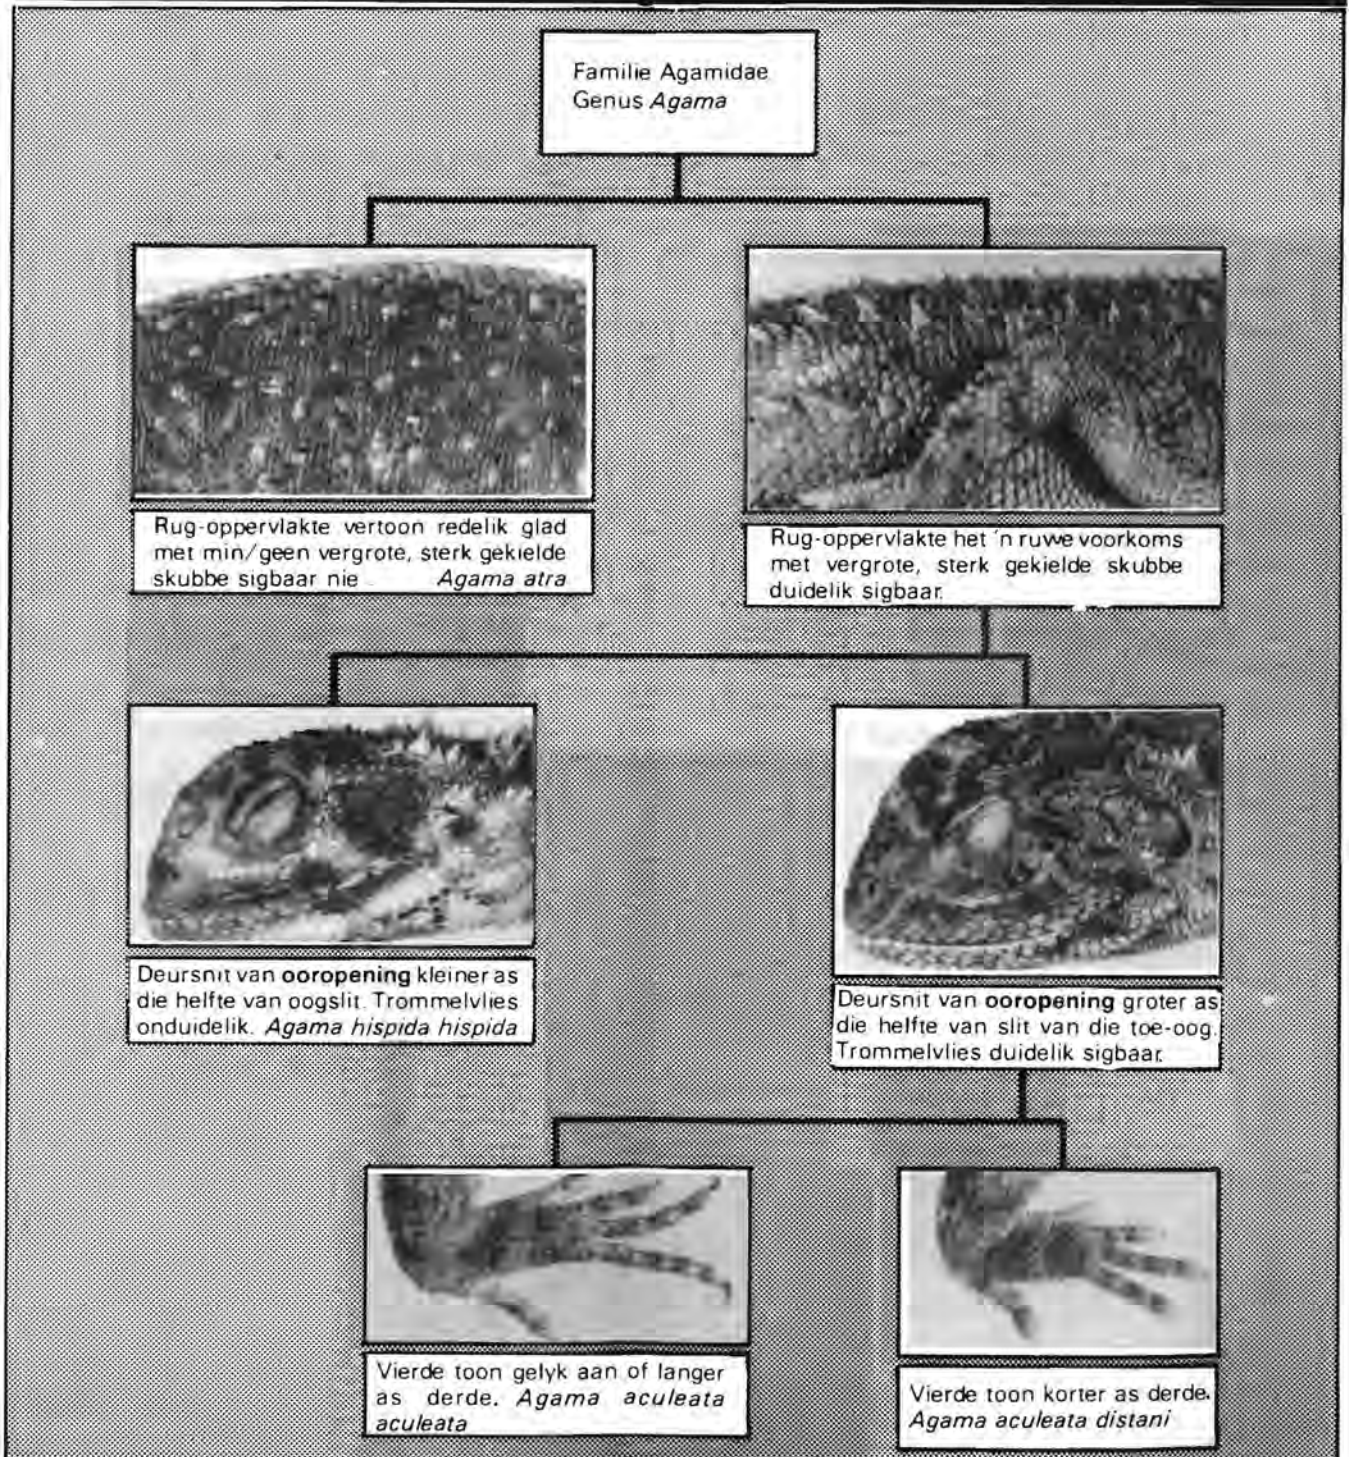 Familie Agamidae
Genus Agama
Rug-oppervlakte vertoon redelik glad
met min/geen vergrote, sterk gekielde
skubbe sigbaar nie Agama atra
Rug-oppervlakte het 'n ruwe voorkoms
met vergrote, sterk gekielde skubbe
duidelik sigbaar.
Deursnit van ooropening kleiner as
die helfte van oogslit. Trommelvlies
onduidelik. Agama hispida hispida
Deursnit van ooropening groter as
die helfte van slit van die toe-oog.
Trommelvlies duidelik sigbaar.
Vierde toon gelyk aan of langer
as derde. Agama aculeata
aculeata
Vierde toon korter as derde.
Agama aculeata distani